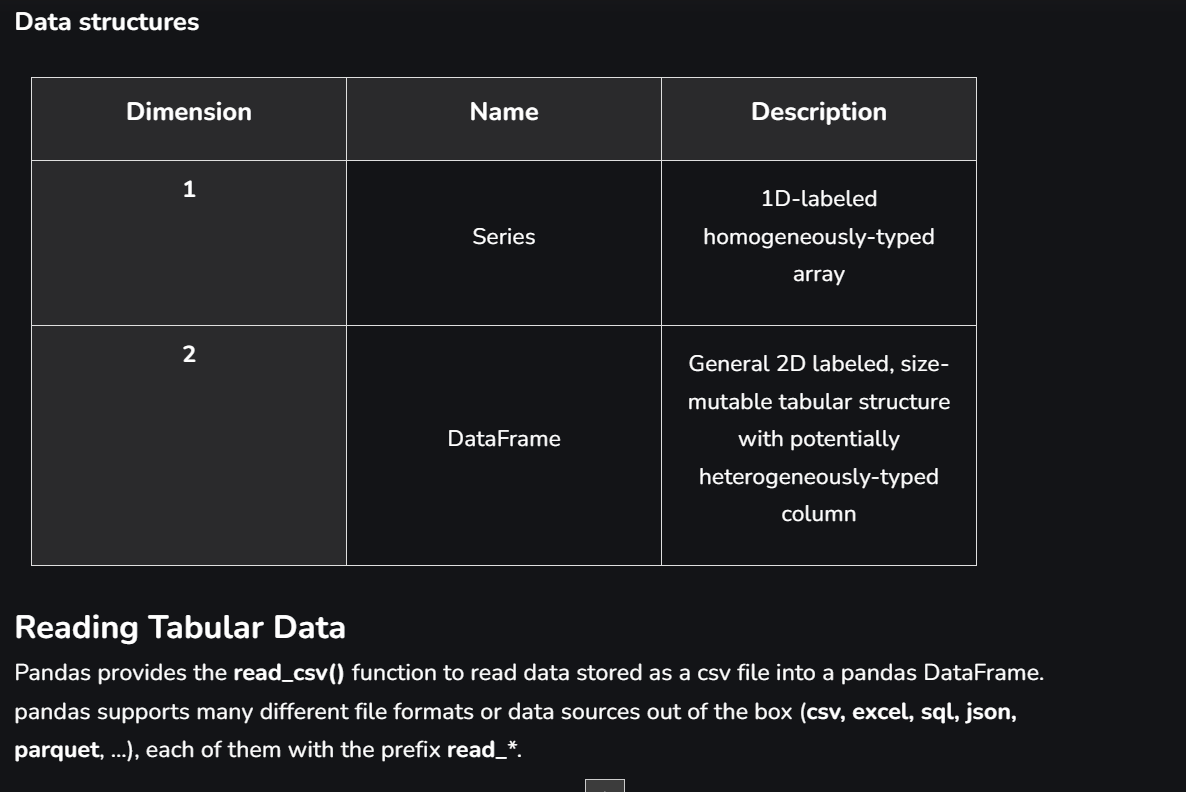 Data structures
Dimension
Name
Description
1
Series
1D-labeled
homogeneously-typed
array
2
DataFrame
General 2D labeled, size-
mutable tabular structure
with potentially
heterogeneously-typed
column
Reading Tabular Data
Pandas provides the read_csv() function to read data stored as a csv file into a pandas DataFrame.
pandas supports many different file formats or data sources out of the box (csv, excel, sql, json,
parquet, ...), each of them with the prefix read_*.